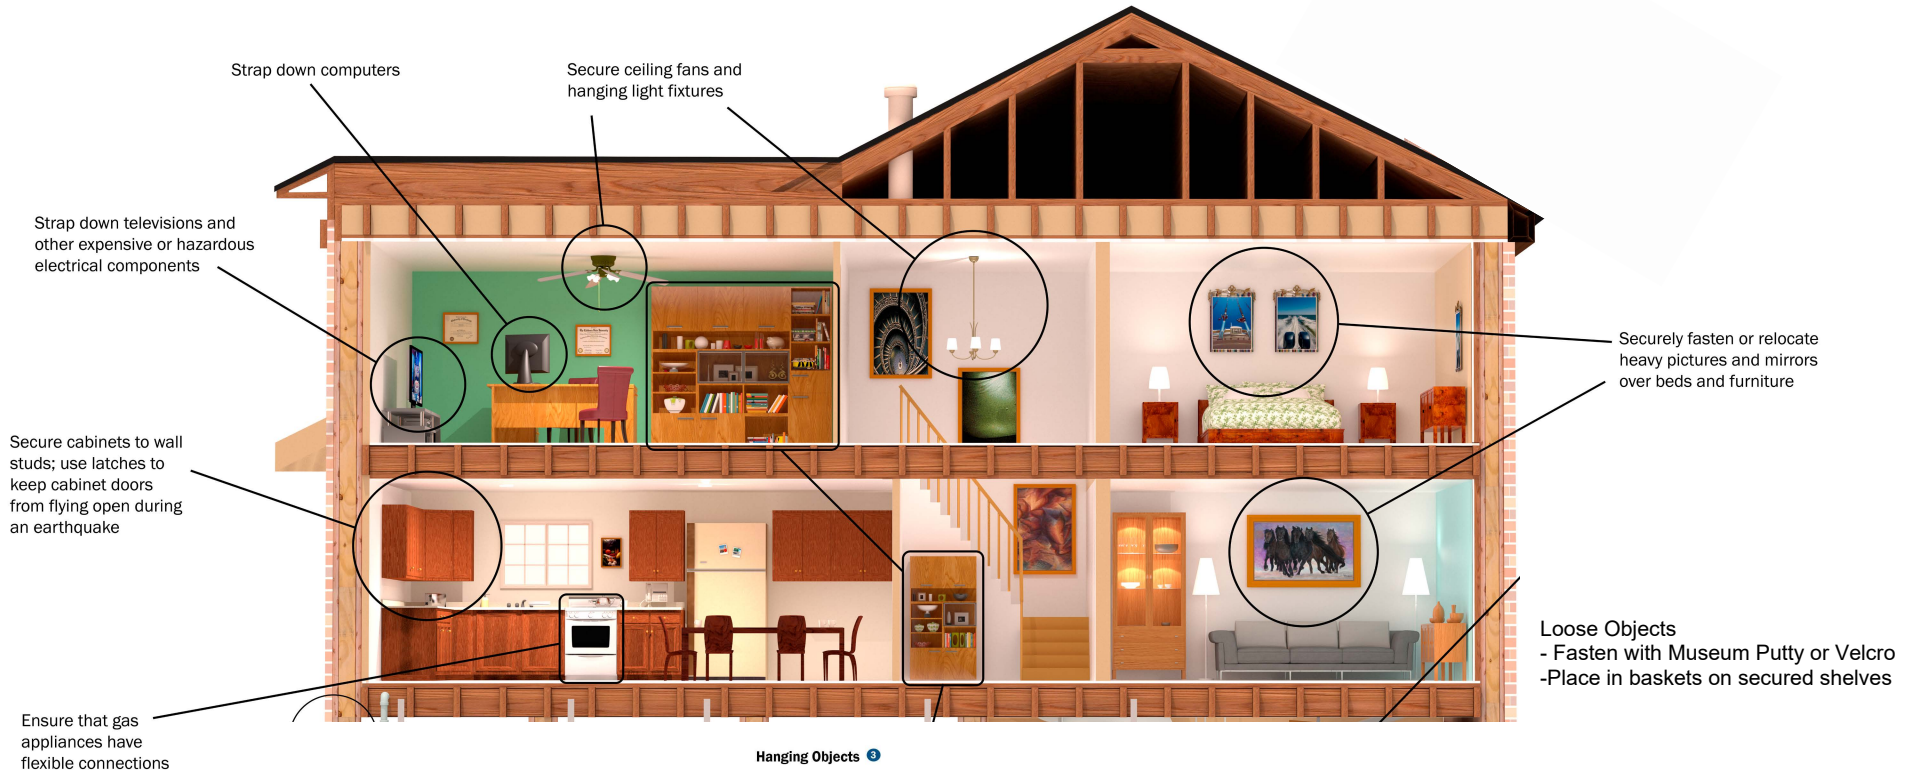 Strap down computers
Secure ceiling fans and
hanging light fixtures
Strap down televisions and
other expensive or hazardous
electrical components
Securely fasten or relocate
heavy pictures and mirrors
over beds and furniture
Secure cabinets to wall
studs; use latches to
keep cabinet doors
from flying open during
an earthquake
Loose Objects
- Fasten with Museum Putty or Velcro
-Place in baskets on secured shelves
Ensure that gas
appliances have
flexible connections
Hanging Objects 3